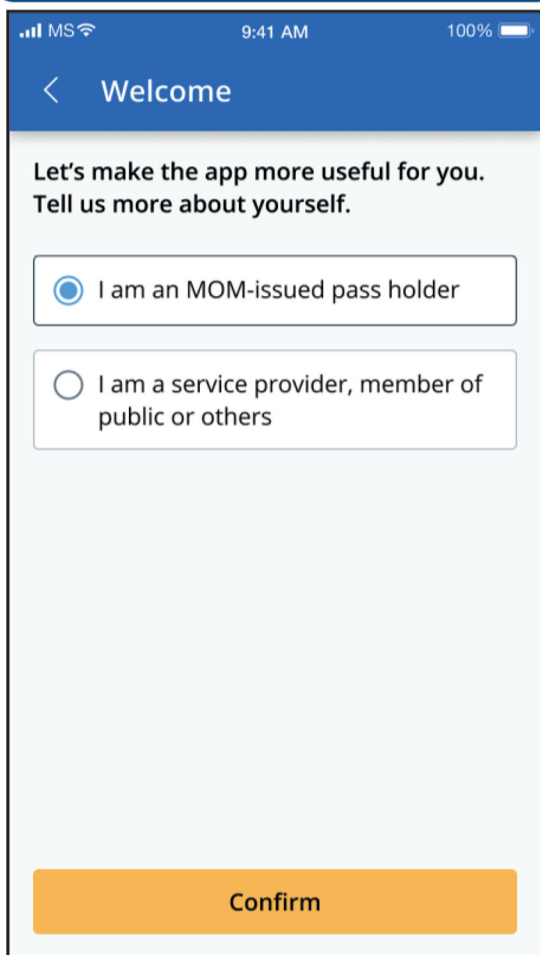 MS 9:41 AM 100%
Welcome
Let's make the app more useful for you.
Tell us more about yourself.
I am an MOM-issued pass holder
I am a service provider, member of
public or others
Confirm